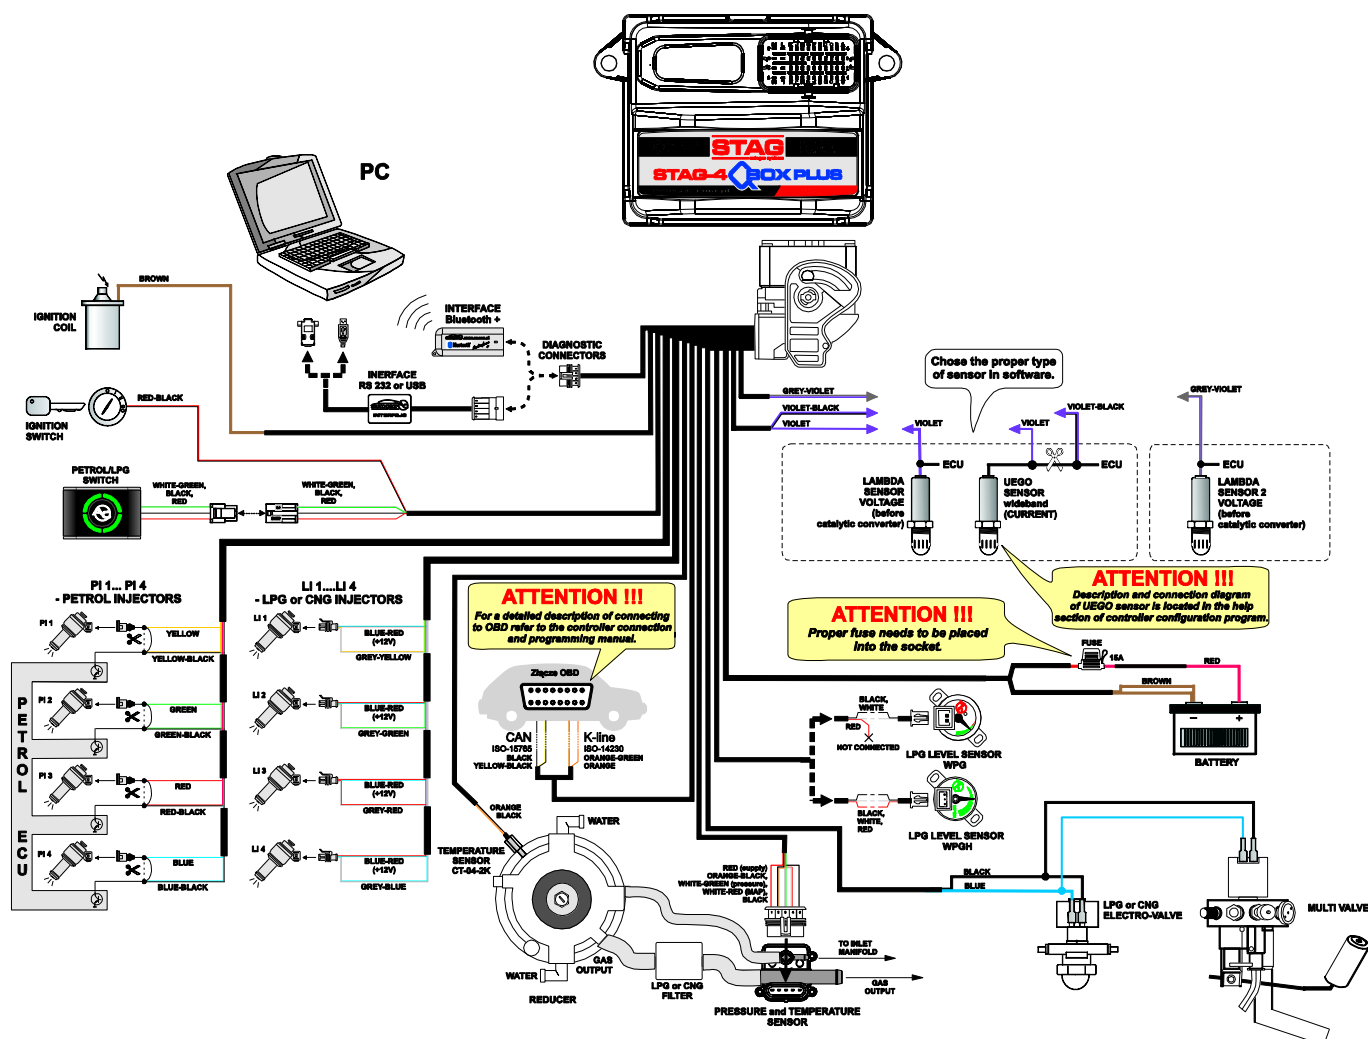 STAG
STAG-4 QBOX PLUS
PC
BROWN
IGNITION
COIL
INTERFACE
Bluetooth +
DIAGNOSTIC
CONNECTORS
INERFACE
RS 232 or USB
RED-BLACK
IGNITION
SWITCH
PETROL/LPG
SWITCH
WHITE-GREEN,
BLACK,
RED
WHITE-GREEN,
BLACK,
RED
Chose the proper type
of sensor in software.
GREY-VIOLET
VIOLET-BLACK
VIOLET
VIOLET
VIOLET
VIOLET-BLACK
GREY-VIOLET
ECU
ECU
ECU
LAMBDA
SENSOR
VOLTAGE
(before
catalytic converter)
UEGO
SENSOR
wideband
(CURRENT)
LAMBDA
SENSOR 2
VOLTAGE
(before
catalytic converter)
ATTENTION !!!
Description and connection diagram
of UEGO sensor is located in the help
section of controller configuration program.
PI 1... PI 4
- PETROL INJECTORS
LI 1....LI 4
- LPG or CNG INJECTORS
PI 1
YELLOW
YELLOW-BLACK
PI 2
GREEN
GREEN-BLACK
PI 3
RED
RED-BLACK
PI 4
BLUE
BLUE-BLACK
PETROL ECU
LI 1
BLUE-RED
(+12V)
GREY-YELLOW
LI 2
BLUE-RED
(+12V)
GREY-GREEN
LI 3
BLUE-RED
(+12V)
GREY-RED
LI 4
BLUE-RED
(+12V)
GREY-BLUE
ATTENTION !!!
For a detailed description of connecting
to OBD refer to the controller connection
and programming manual.
Złącze OBD
CAN
ISO-15765
BLACK
YELLOW-BLACK
K-line
ISO-14230
ORANGE-GREEN
ORANGE
ATTENTION !!!
Proper fuse needs to be placed
into the socket.
FUSE
15A
RED
BROWN
BATTERY
BLACK,
WHITE
RED
NOT CONNECTED
LPG LEVEL SENSOR
WPG
BLACK,
WHITE,
RED
LPG LEVEL SENSOR
WPGH
ORANGE
BLACK
TEMPERATURE
SENSOR
CT-04-2K
WATER
WATER
REDUCER
GAS
OUTPUT
LPG or CNG
FILTER
RED (supply)
ORANGE-BLACK,
WHITE-GREEN (pressure),
WHITE-RED (MAP),
BLACK
TO INLET
MANIFOLD
GAS
OUTPUT
PRESSURE and TEMPERATURE
SENSOR
BLACK
BLUE
LPG or CNG
ELECTRO-VALVE
MULTI VALVE